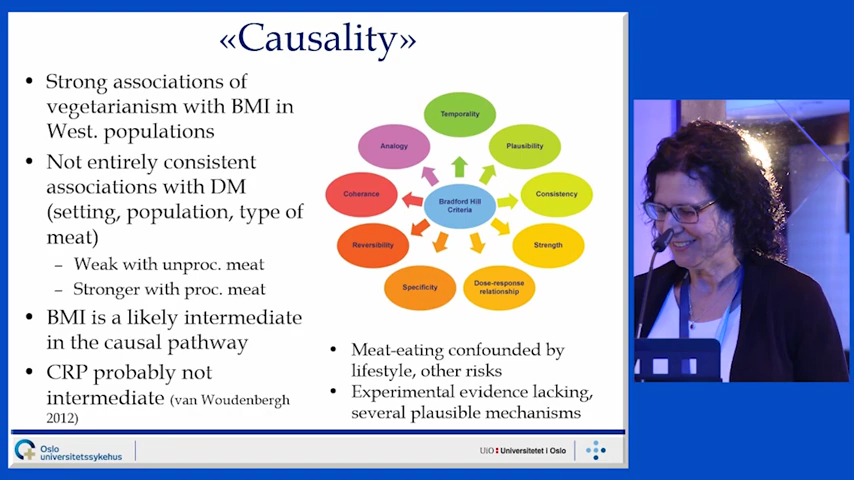 «Causality»
• Strong associations of
vegetarianism with BMI in
West. populations
• Not entirely consistent
associations with DM
(setting, population, type of
meat)
– Weak with unproc. meat
– Stronger with proc. meat
• BMI is a likely intermediate
in the causal pathway
• CRP probably not
intermediate (van Woudenbergh
2012)
Temporality
Analogy
Plausibility
Coherence
Bradford Hill
Criteria
Consistency
Reversibility
Strength
Specificity
Dose-response
relationship
• Meat-eating confounded by
lifestyle, other risks
• Experimental evidence lacking,
several plausible mechanisms
Oslo
universitetssykehus
UiO Universitetet i Oslo